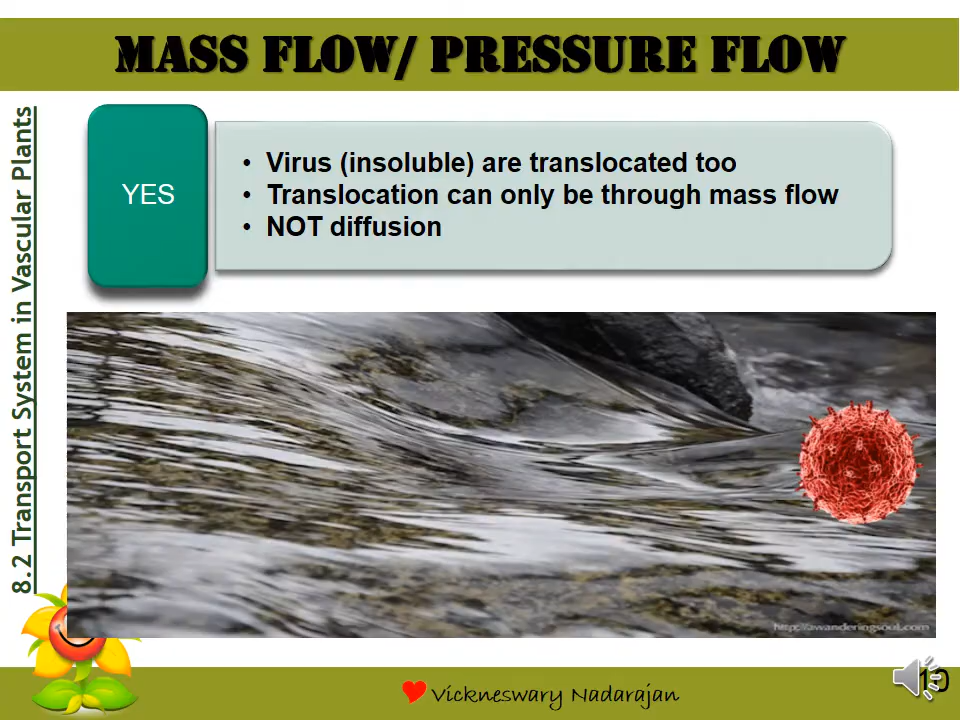 MASS FLOW/ PRESSURE FLOW
8.2 Transport System in Vascular Plants
YES
• Virus (insoluble) are translocated too
• Translocation can only be through mass flow
• NOT diffusion
http://awanderingsoul.com
Vickneswary Nadarajan